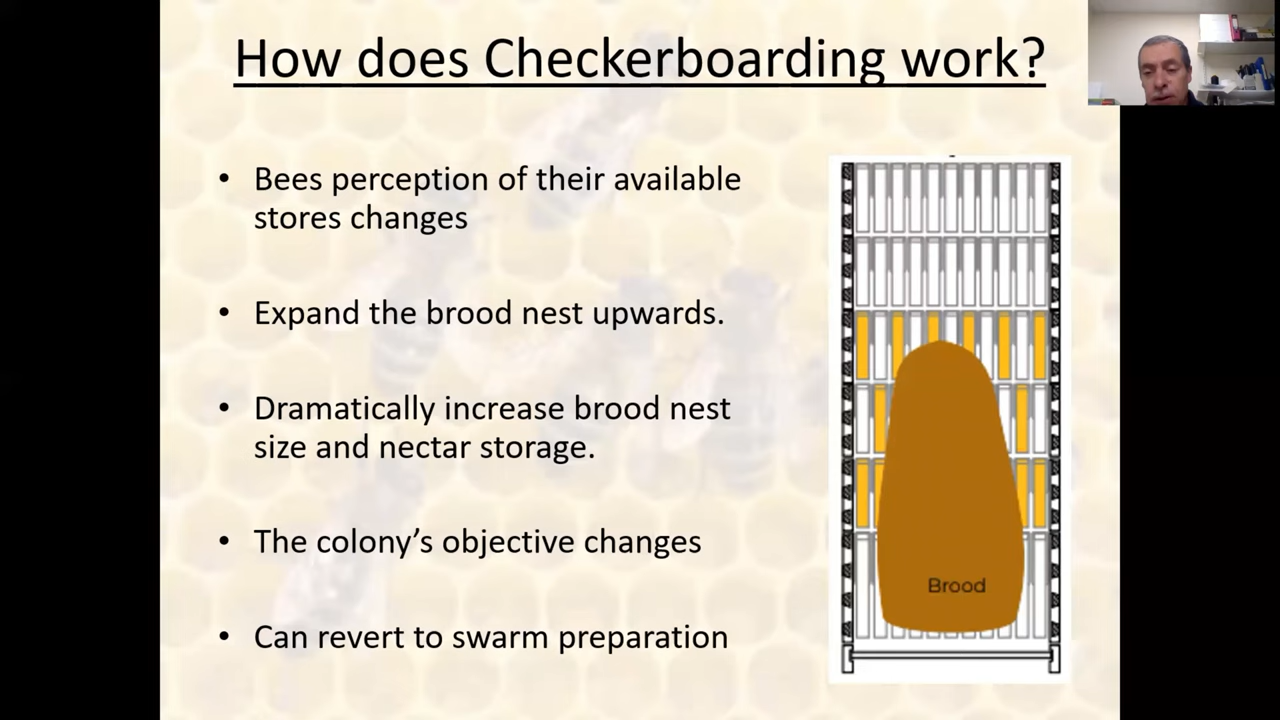 How does Checkerboarding work?
• Bees perception of their available
stores changes
• Expand the brood nest upwards.
• Dramatically increase brood nest
size and nectar storage.
• The colony’s objective changes
• Can revert to swarm preparation
Brood